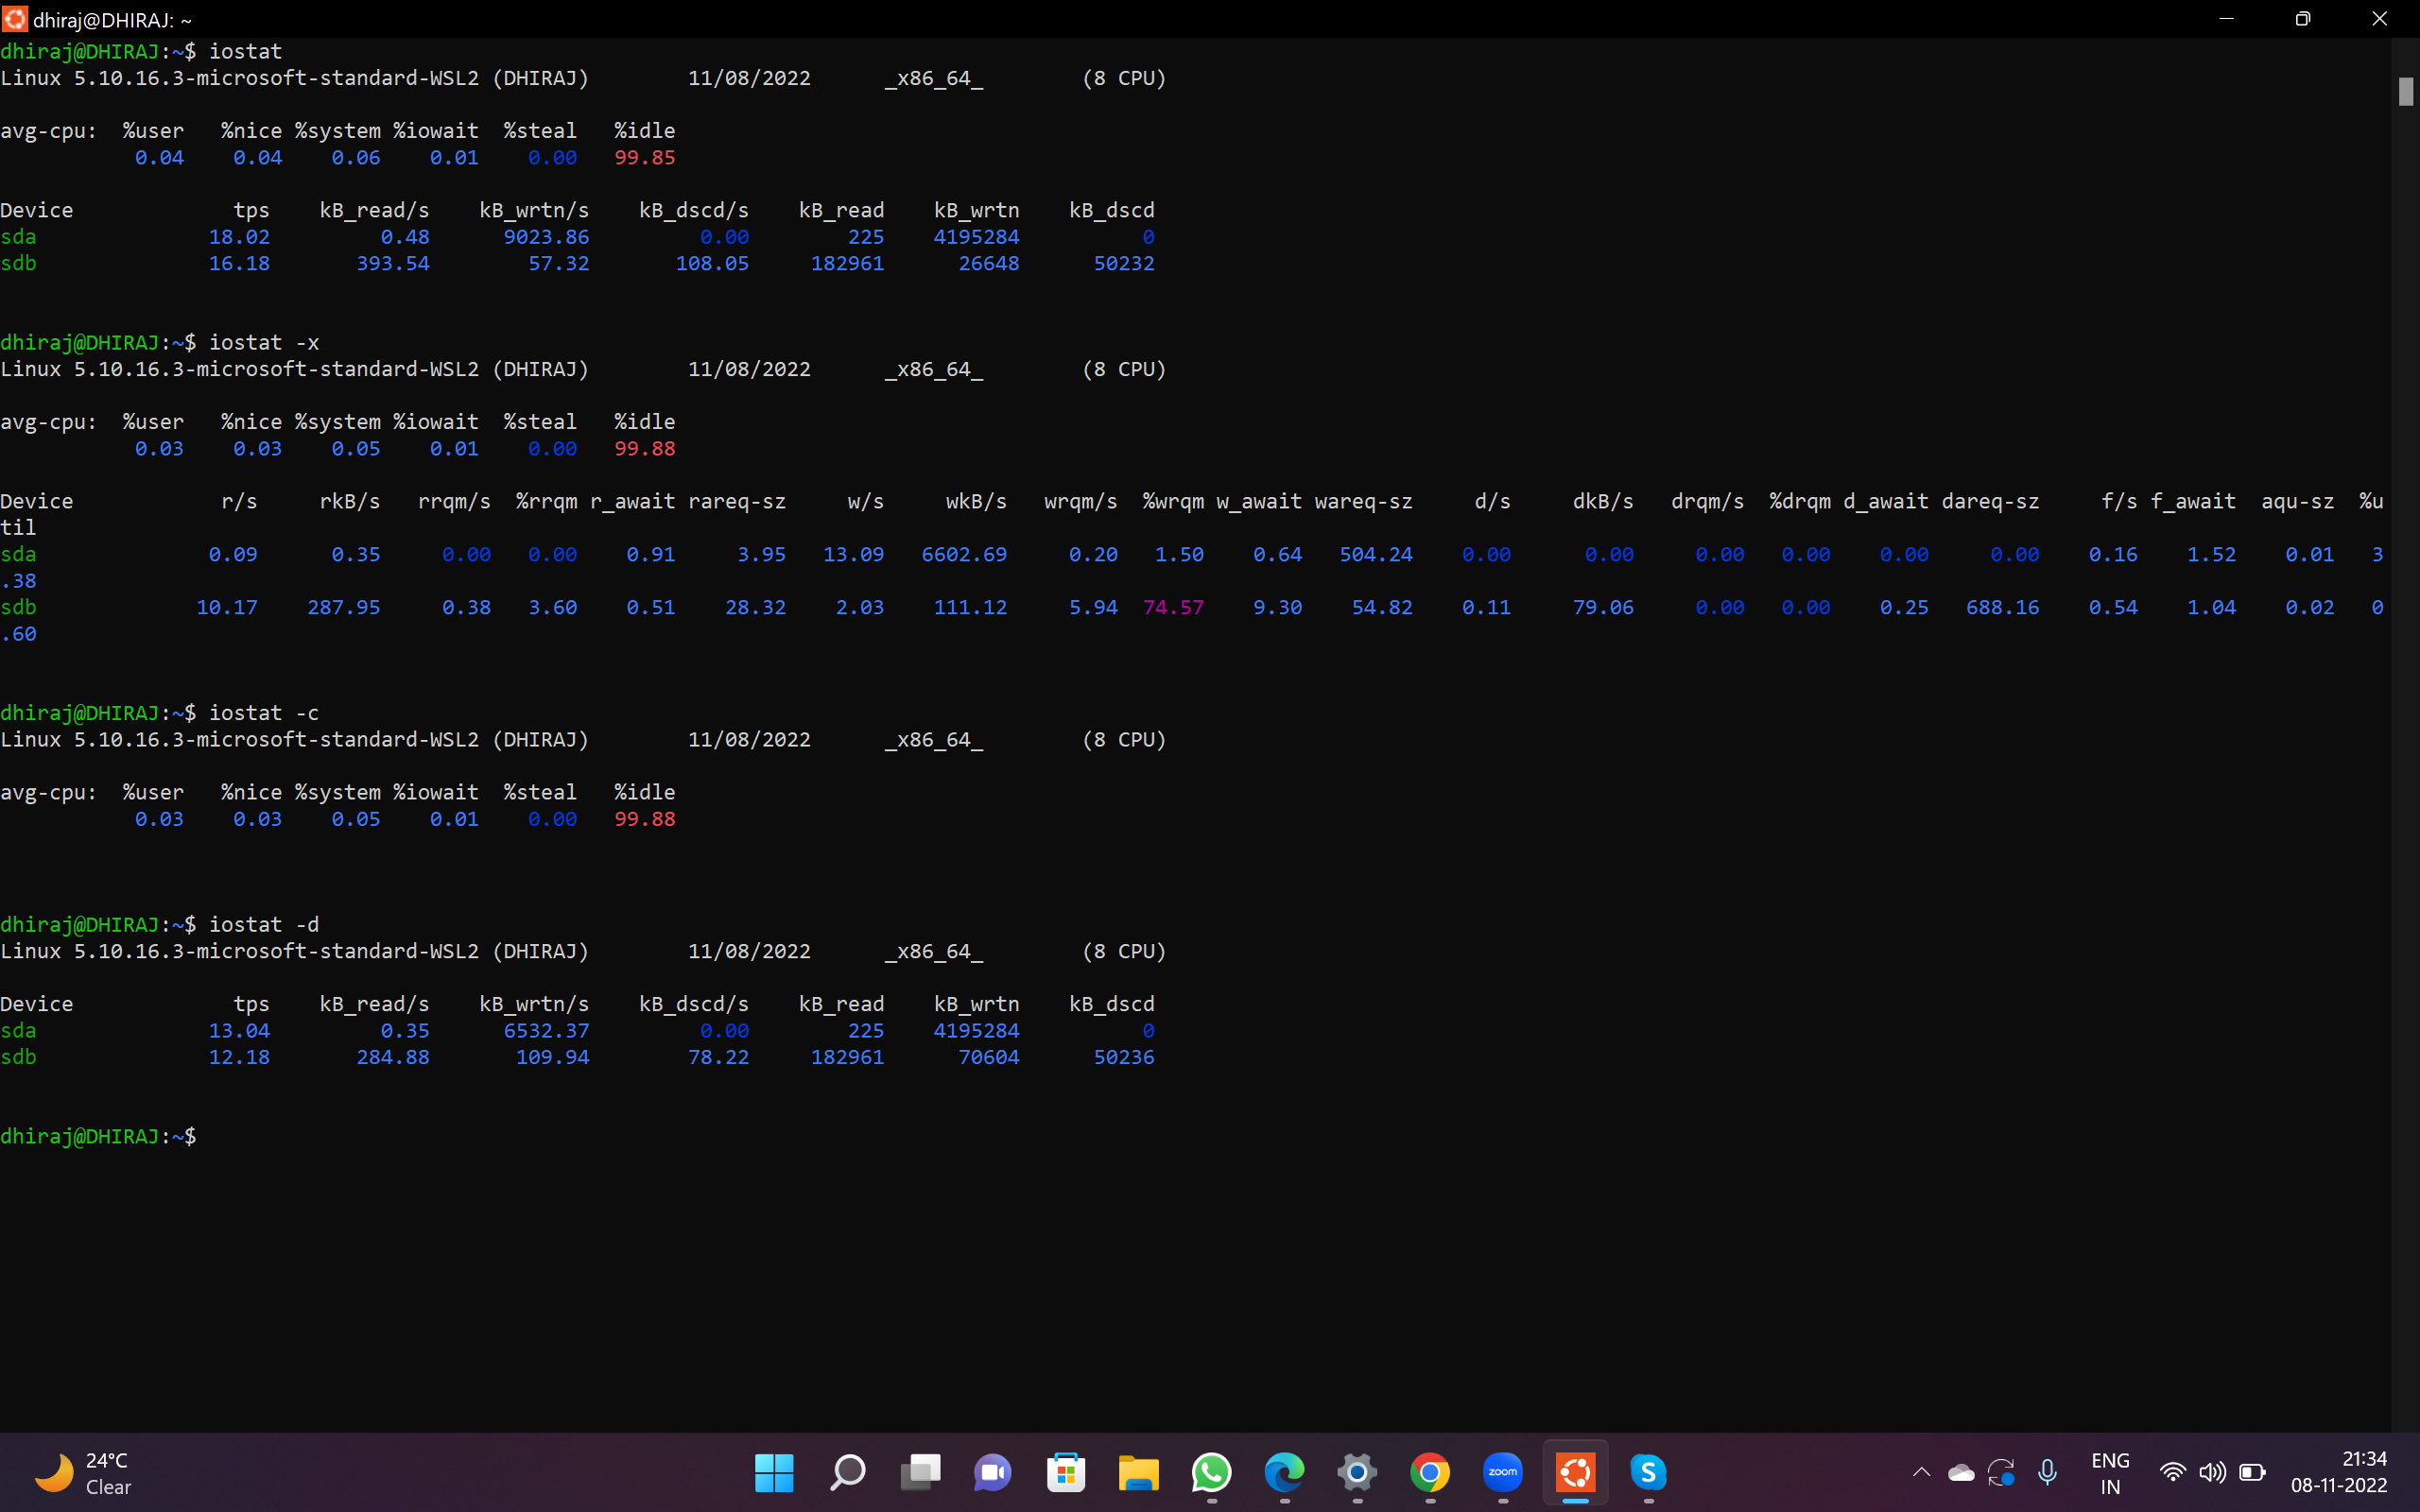 dhiraj@DHIRAJ: ~
dhiraj@DHIRAJ:~$ iostat
Linux 5.10.16.3-microsoft-standard-WSL2 (DHIRAJ)        11/08/2022      _x86_64_        (8 CPU)
avg-cpu:  %user   %nice %system %iowait  %steal   %idle
           0.04    0.04    0.06    0.01    0.00   99.85
Device             tps    kB_read/s    kB_wrtn/s    kB_dscd/s    kB_read    kB_wrtn    kB_dscd
sda              18.02         0.48      9023.86         0.00        225    4195284          0
sdb              16.18       393.54        57.32       108.05     182961      26648      50232
dhiraj@DHIRAJ:~$ iostat -x
Linux 5.10.16.3-microsoft-standard-WSL2 (DHIRAJ)        11/08/2022      _x86_64_        (8 CPU)
avg-cpu:  %user   %nice %system %iowait  %steal   %idle
           0.03    0.03    0.05    0.01    0.00   99.88
Device            r/s     rkB/s   rrqm/s  %rrqm r_await rareq-sz     w/s     wkB/s   wrqm/s  %wrqm w_await wareq-sz     d/s     dkB/s   drqm/s  %drqm d_await dareq-sz     f/s f_await  aqu-sz  %u
til
sda              0.09      0.35     0.00   0.00    0.91     3.95   13.09   6602.69     0.20   1.50    0.64   504.24    0.00      0.00     0.00   0.00    0.00     0.00    0.16    1.52    0.01   3
.38
sdb             10.17    287.95     0.38   3.60    0.51    28.32    2.03    111.12     5.94  74.57    9.30    54.82    0.11     79.06     0.00   0.00    0.25   688.16    0.54    1.04    0.02   0
.60
dhiraj@DHIRAJ:~$ iostat -c
Linux 5.10.16.3-microsoft-standard-WSL2 (DHIRAJ)        11/08/2022      _x86_64_        (8 CPU)
avg-cpu:  %user   %nice %system %iowait  %steal   %idle
           0.03    0.03    0.05    0.01    0.00   99.88
dhiraj@DHIRAJ:~$ iostat -d
Linux 5.10.16.3-microsoft-standard-WSL2 (DHIRAJ)        11/08/2022      _x86_64_        (8 CPU)
Device             tps    kB_read/s    kB_wrtn/s    kB_dscd/s    kB_read    kB_wrtn    kB_dscd
sda              13.04         0.35      6532.37         0.00        225    4195284          0
sdb              12.18       284.88       109.94        78.22     182961      70604      50236
dhiraj@DHIRAJ:~$
24°C
Clear
zoom
S
ENG
IN
21:34
08-11-2022